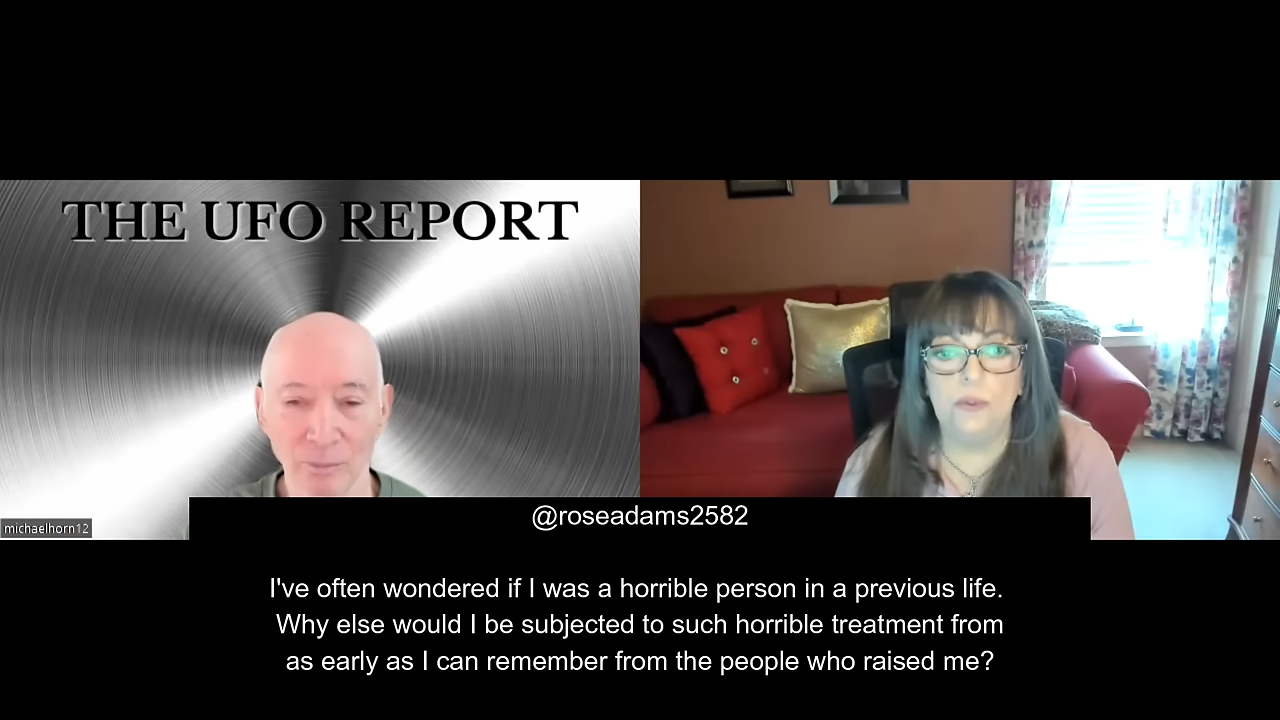 THE UFO REPORT
michaelhorn12
@roseadams2582
I've often wondered if I was a horrible person in a previous life.
Why else would I be subjected to such horrible treatment from
as early as I can remember from the people who raised me?